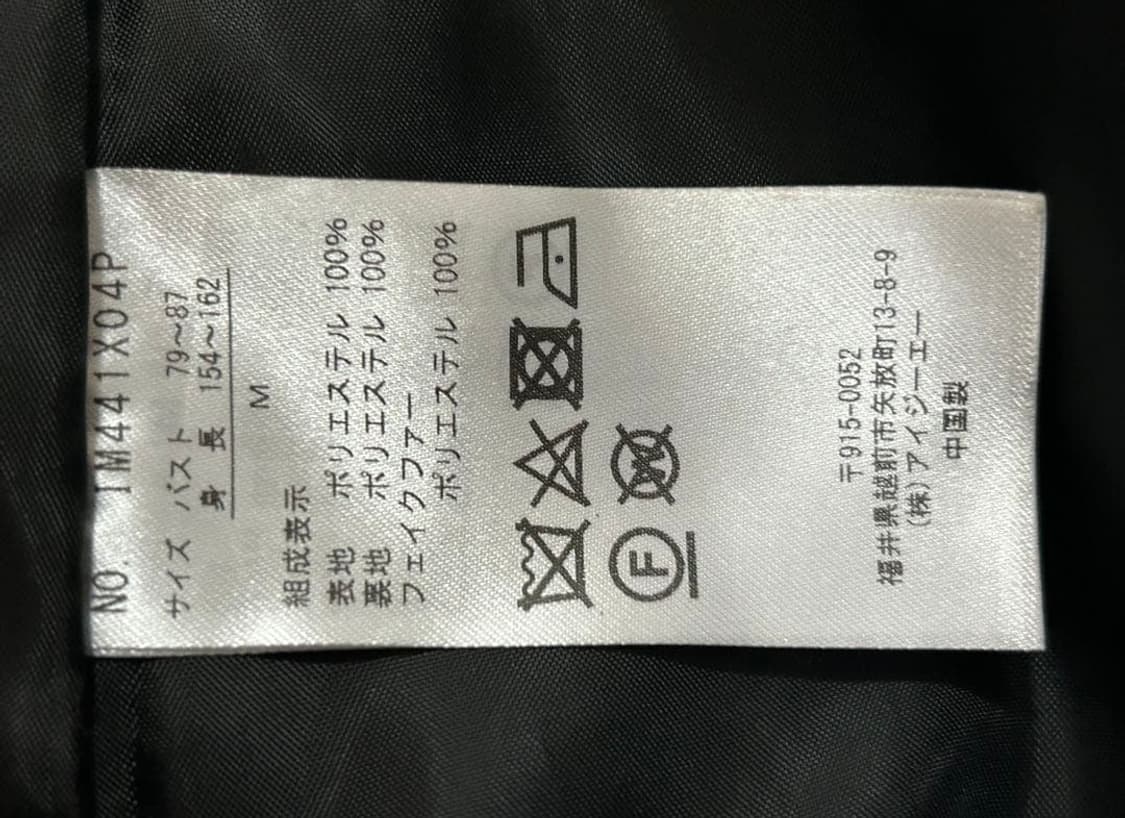 NO. IM441X04P
サイズ バスト 79～87
身 長 154～162
M
組成表示
表地 ポリエステル 100%
裏地 ポリエステル 100%
フェイクファー
ポリエステル 100%
F W
〒915-0052
福井県越前市矢放町13-8-9
(株)アイジーエー
中国製